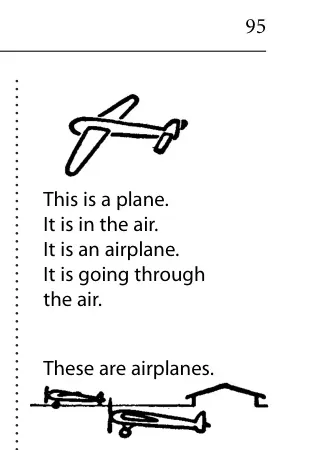 95
This is a plane.
It is in the air.
It is an airplane.
It is going through
the air.
These are airplanes.